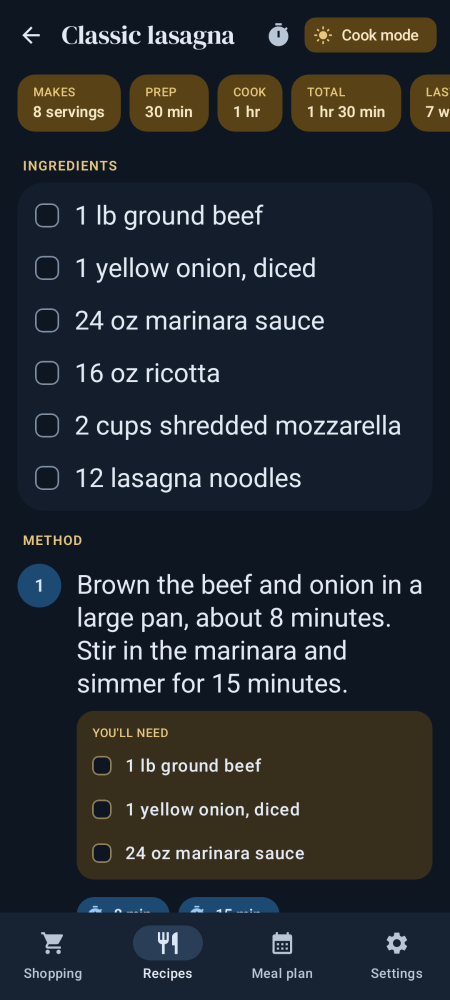 Classic lasagna
Cook mode
MAKES
8 servings
PREP
30 min
COOK
1 hr
TOTAL
1 hr 30 min
INGREDIENTS
1 lb ground beef
1 yellow onion, diced
24 oz marinara sauce
16 oz ricotta
2 cups shredded mozzarella
12 lasagna noodles
METHOD
1
Brown the beef and onion in a
large pan, about 8 minutes.
Stir in the marinara and
simmer for 15 minutes.
YOU'LL NEED
1 lb ground beef
1 yellow onion, diced
24 oz marinara sauce
8 min
15 min
Shopping
Recipes
Meal plan
Settings